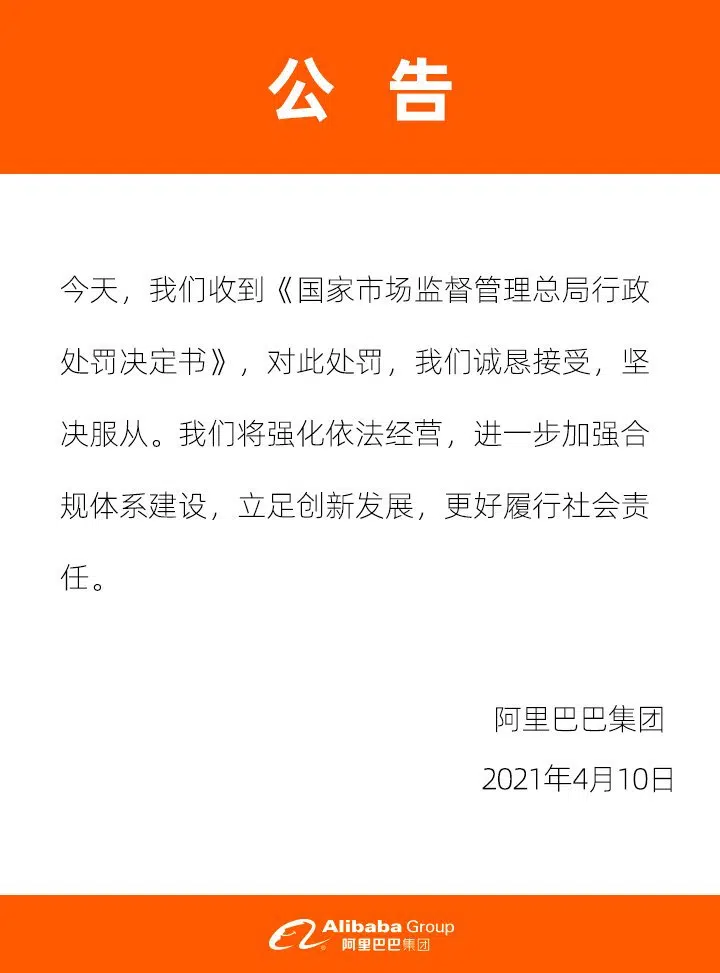 公 告
今天，我们收到《国家市场监督管理总局行政
处罚决定书》，对此处罚，我们诚恳接受，坚
决服从。我们将强化依法经营，进一步加强合
规体系建设，立足创新发展，更好履行社会责
任。
阿里巴巴集团
2021年4月10日
Alibaba Group
阿里巴巴集团